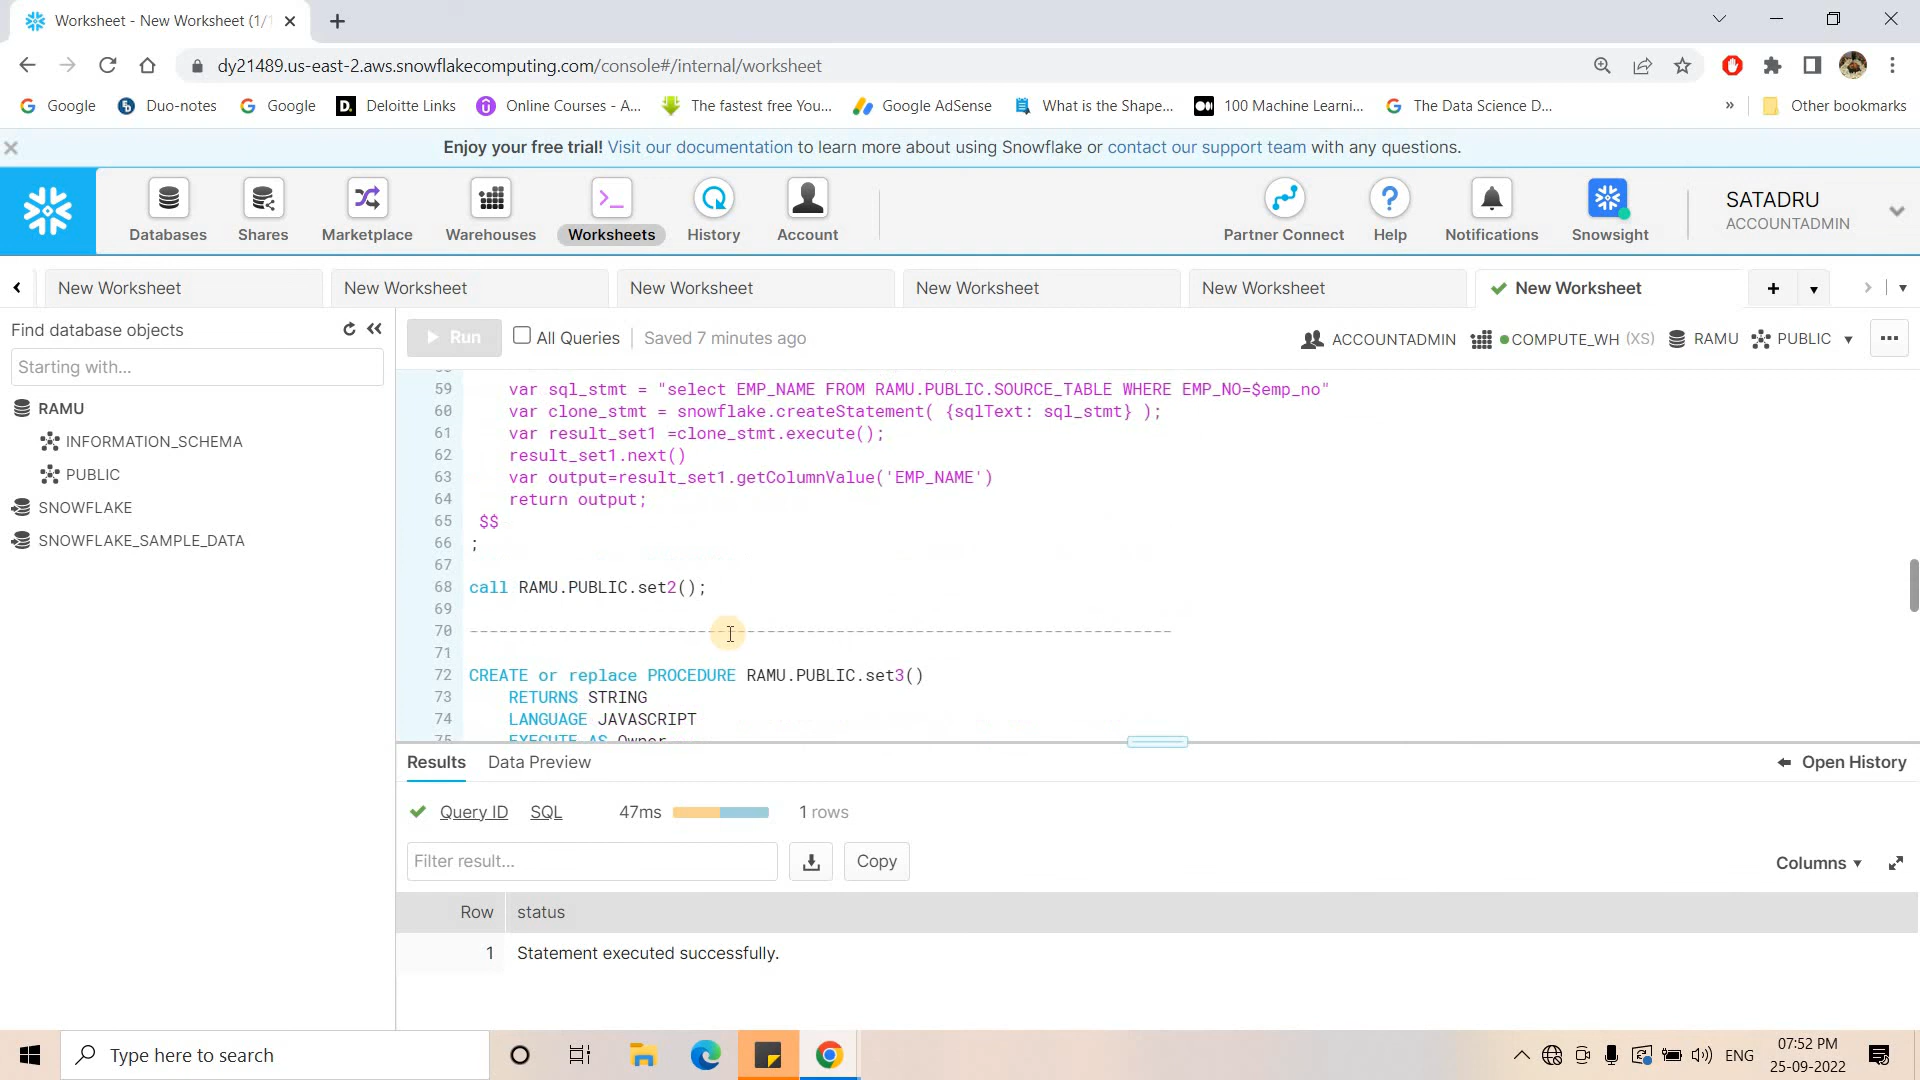 Worksheet - New Worksheet (1/1
dy21489.us-east-2.aws.snowflakecomputing.com/console#/internal/worksheet
Google Duo-notes Google D. Deloitte Links Online Courses - A... The fastest free You... Google AdSense What is the Shape... 100 Machine Learni... The Data Science D... » Other bookmarks
Enjoy your free trial! Visit our documentation to learn more about using Snowflake or contact our support team with any questions.
Databases Shares Marketplace Warehouses Worksheets History Account Partner Connect Help Notifications Snowsight
SATADRU
ACCOUNTADMIN
New Worksheet New Worksheet New Worksheet New Worksheet New Worksheet New Worksheet
Find database objects
Starting with...
RAMU
INFORMATION_SCHEMA
PUBLIC
SNOWFLAKE
SNOWFLAKE_SAMPLE_DATA
Run All Queries Saved 7 minutes ago ACCOUNTADMIN COMPUTE_WH (XS) RAMU PUBLIC
59 var sql_stmt = "select EMP_NAME FROM RAMU.PUBLIC.SOURCE_TABLE WHERE EMP_NO=$emp_no"
60 var clone_stmt = snowflake.createStatement( {sqlText: sql_stmt} );
61 var result_set1 =clone_stmt.execute();
62 result_set1.next()
63 var output=result_set1.getColumnValue('EMP_NAME')
64 return output;
65 $$
66 ;
67
68 call RAMU.PUBLIC.set2();
69
70 -----------------------------------------------------------------------
71
72 CREATE or replace PROCEDURE RAMU.PUBLIC.set3()
73 RETURNS STRING
74 LANGUAGE JAVASCRIPT
75 EXECUTE AS Owner
Results Data Preview Open History
Query ID SQL 47ms 1 rows
Filter result... Copy Columns
Row status
1 Statement executed successfully.
Type here to search
ENG
07:52 PM
25-09-2022